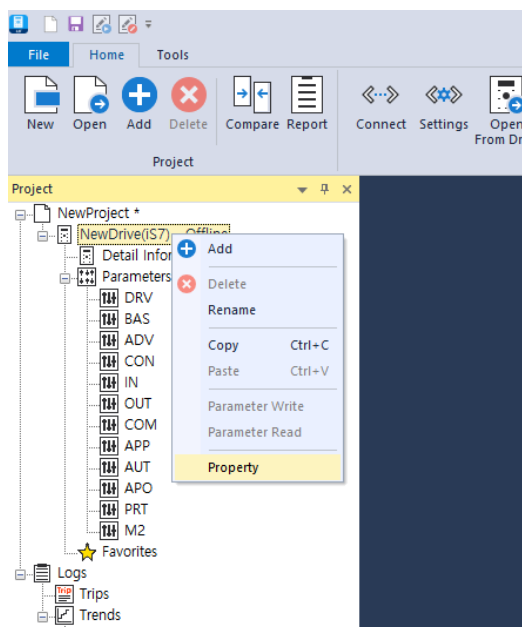 File Home Tools
New Open Add Delete Compare Report Connect Settings Open
From Dr
Project
Project
NewProject *
NewDrive(iS7) - Offline
Detail Infor
Parameters
DRV
BAS
ADV
CON
IN
OUT
COM
APP
AUT
APO
PRT
M2
Favorites
Logs
Trip
Trips
Trends
Add
Delete
Rename
Copy Ctrl+C
Paste Ctrl+V
Parameter Write
Parameter Read
Property